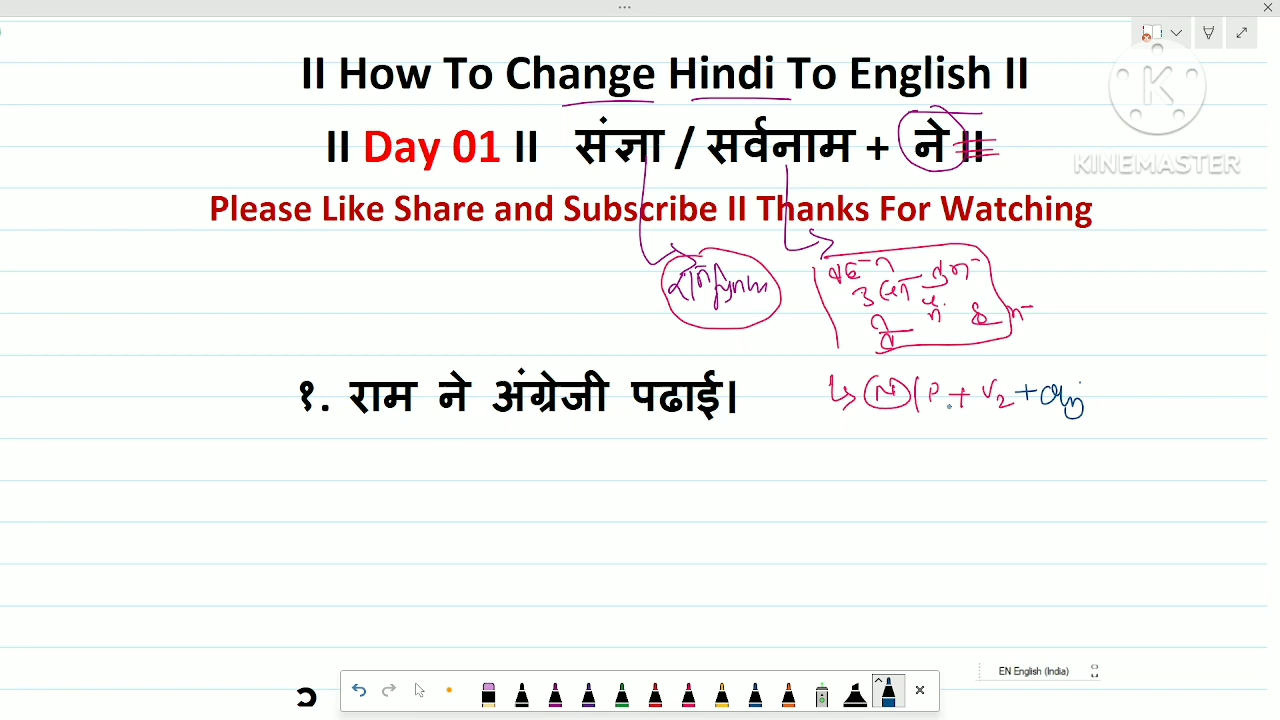 II How To Change Hindi To English II
II Day 01 II संज्ञा / सर्वनाम + ने II
KINEMASTER
Please Like Share and Subscribe II Thanks For Watching
१. राम ने अंग्रेजी पढाई।
N | P + V2 +
EN English (India)